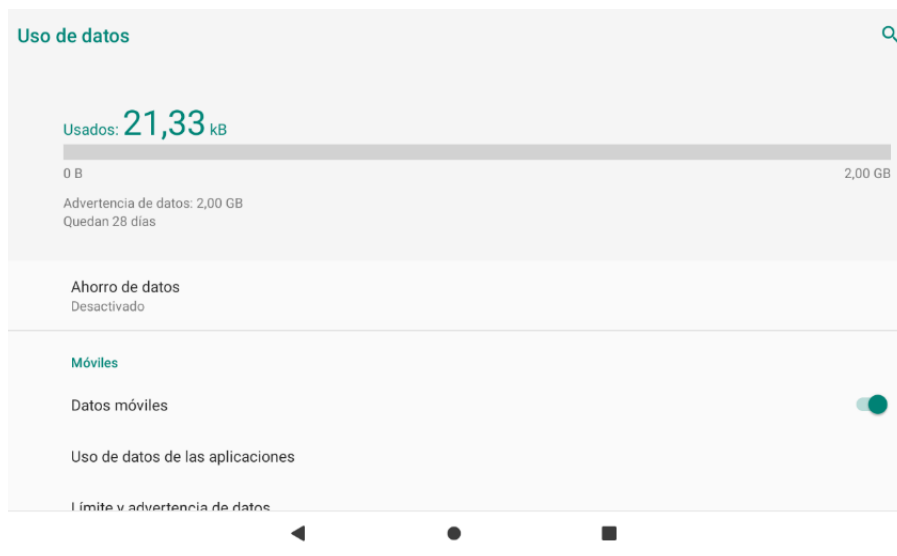 Uso de datos
Usados: 21,33 kB
0 B 2,00 GB
Advertencia de datos: 2,00 GB
Quedan 28 días
Ahorro de datos
Desactivado
Móviles
Datos móviles
Uso de datos de las aplicaciones
Límite y advertencia de datos